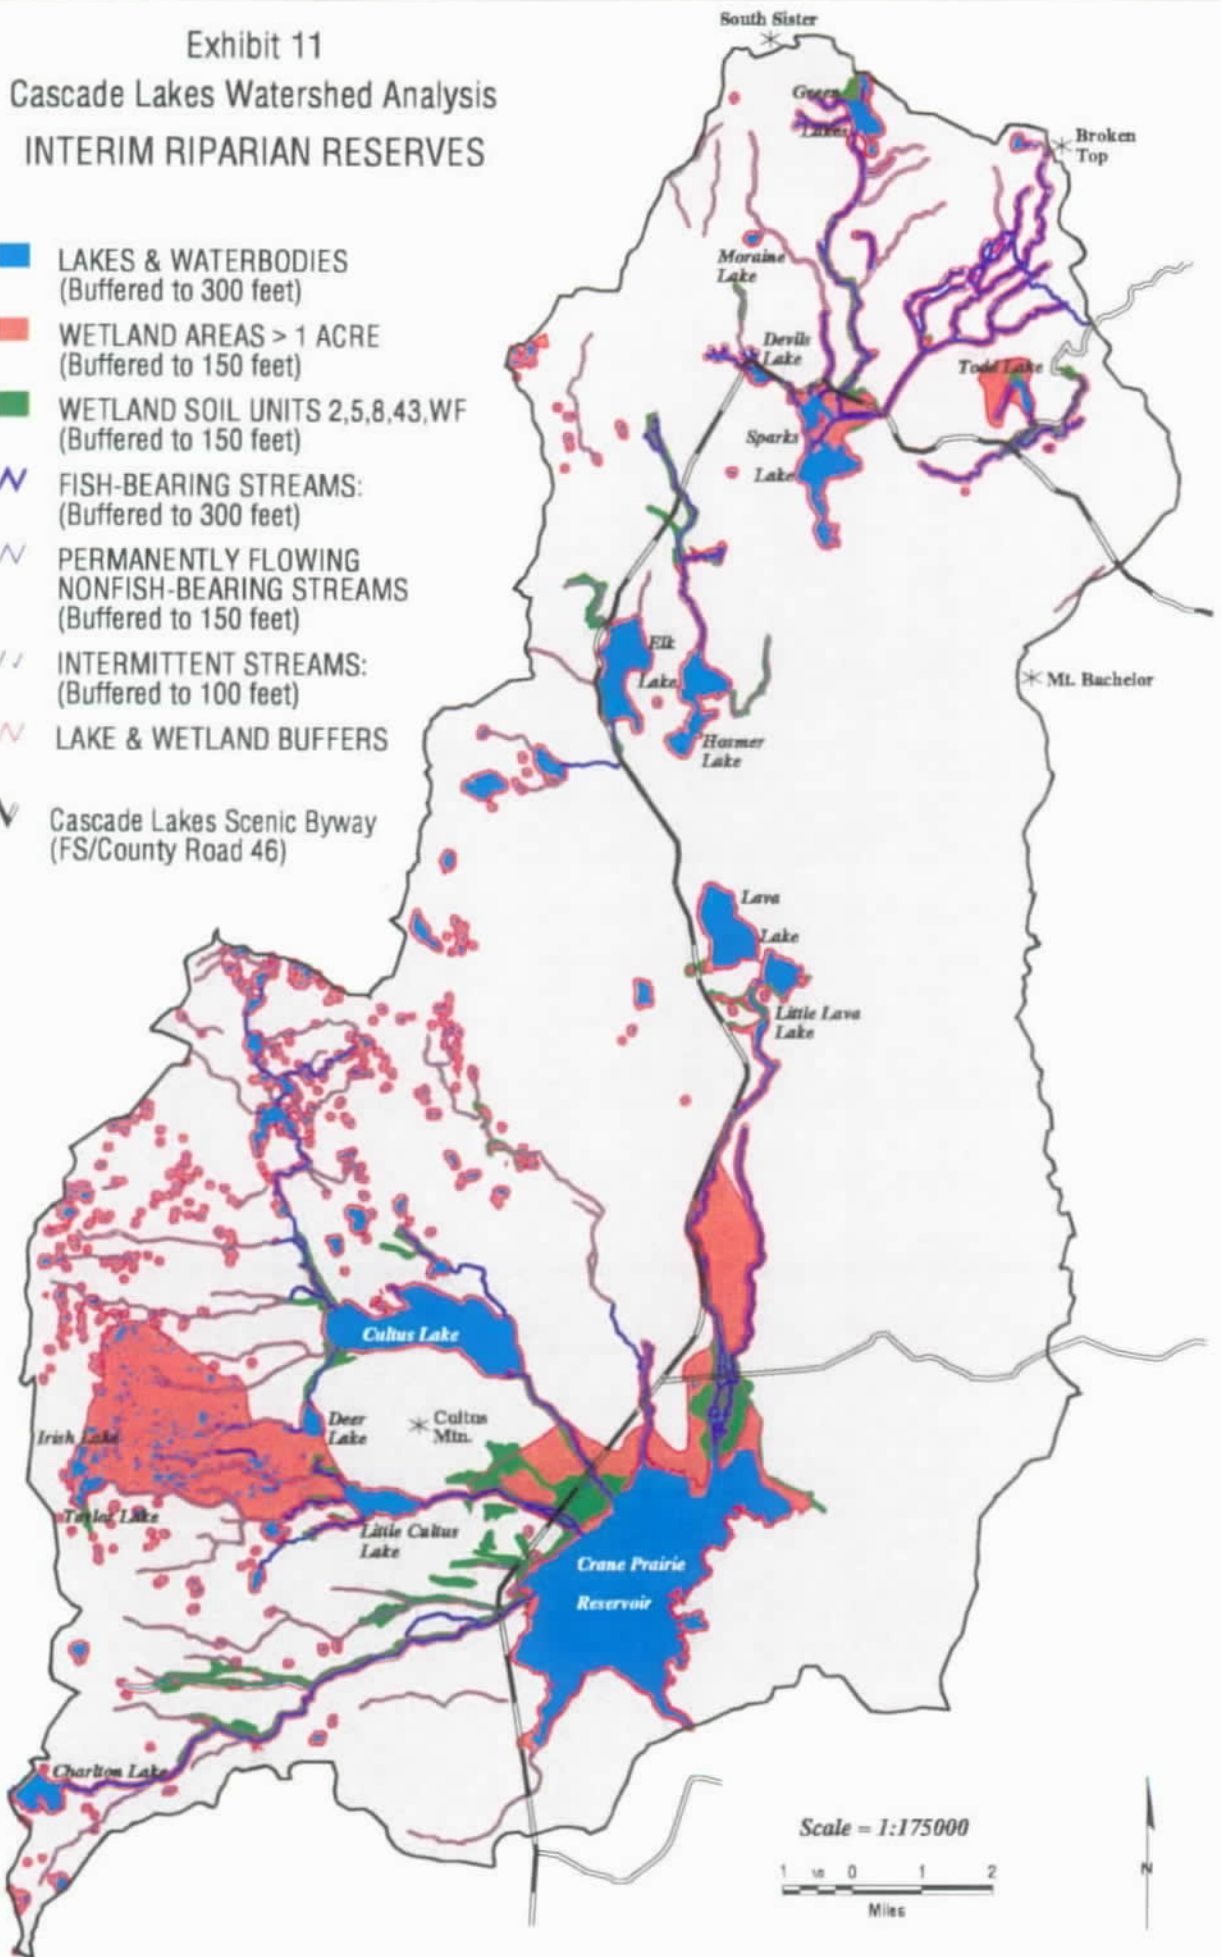 Exhibit 11
Cascade Lakes Watershed Analysis
INTERIM RIPARIAN RESERVES
LAKES & WATERBODIES
(Buffered to 300 feet)
WETLAND AREAS > 1 ACRE
(Buffered to 150 feet)
WETLAND SOIL UNITS 2,5,8,43,WF
(Buffered to 150 feet)
FISH-BEARING STREAMS:
(Buffered to 300 feet)
PERMANENTLY FLOWING
NONFISH-BEARING STREAMS
(Buffered to 150 feet)
INTERMITTENT STREAMS:
(Buffered to 100 feet)
LAKE & WETLAND BUFFERS
Cascade Lakes Scenic Byway
(FS/County Road 46)
South Sister
Green
Lakes
Broken
Top
Moraine
Lake
Devils
Lake
Todd Lake
Sparks
Lake
Elk
Lake
Mt. Bachelor
Hosmer
Lake
Lava
Lake
Little Lava
Lake
Cultus Lake
Deer
Lake
Cultus
Mtn.
Irish Lake
Taylor Lake
Little Cultus
Lake
Crane Prairie
Reservoir
Charlton Lake
Scale = 1:175000
1 1/2 0 1 2
Miles
N